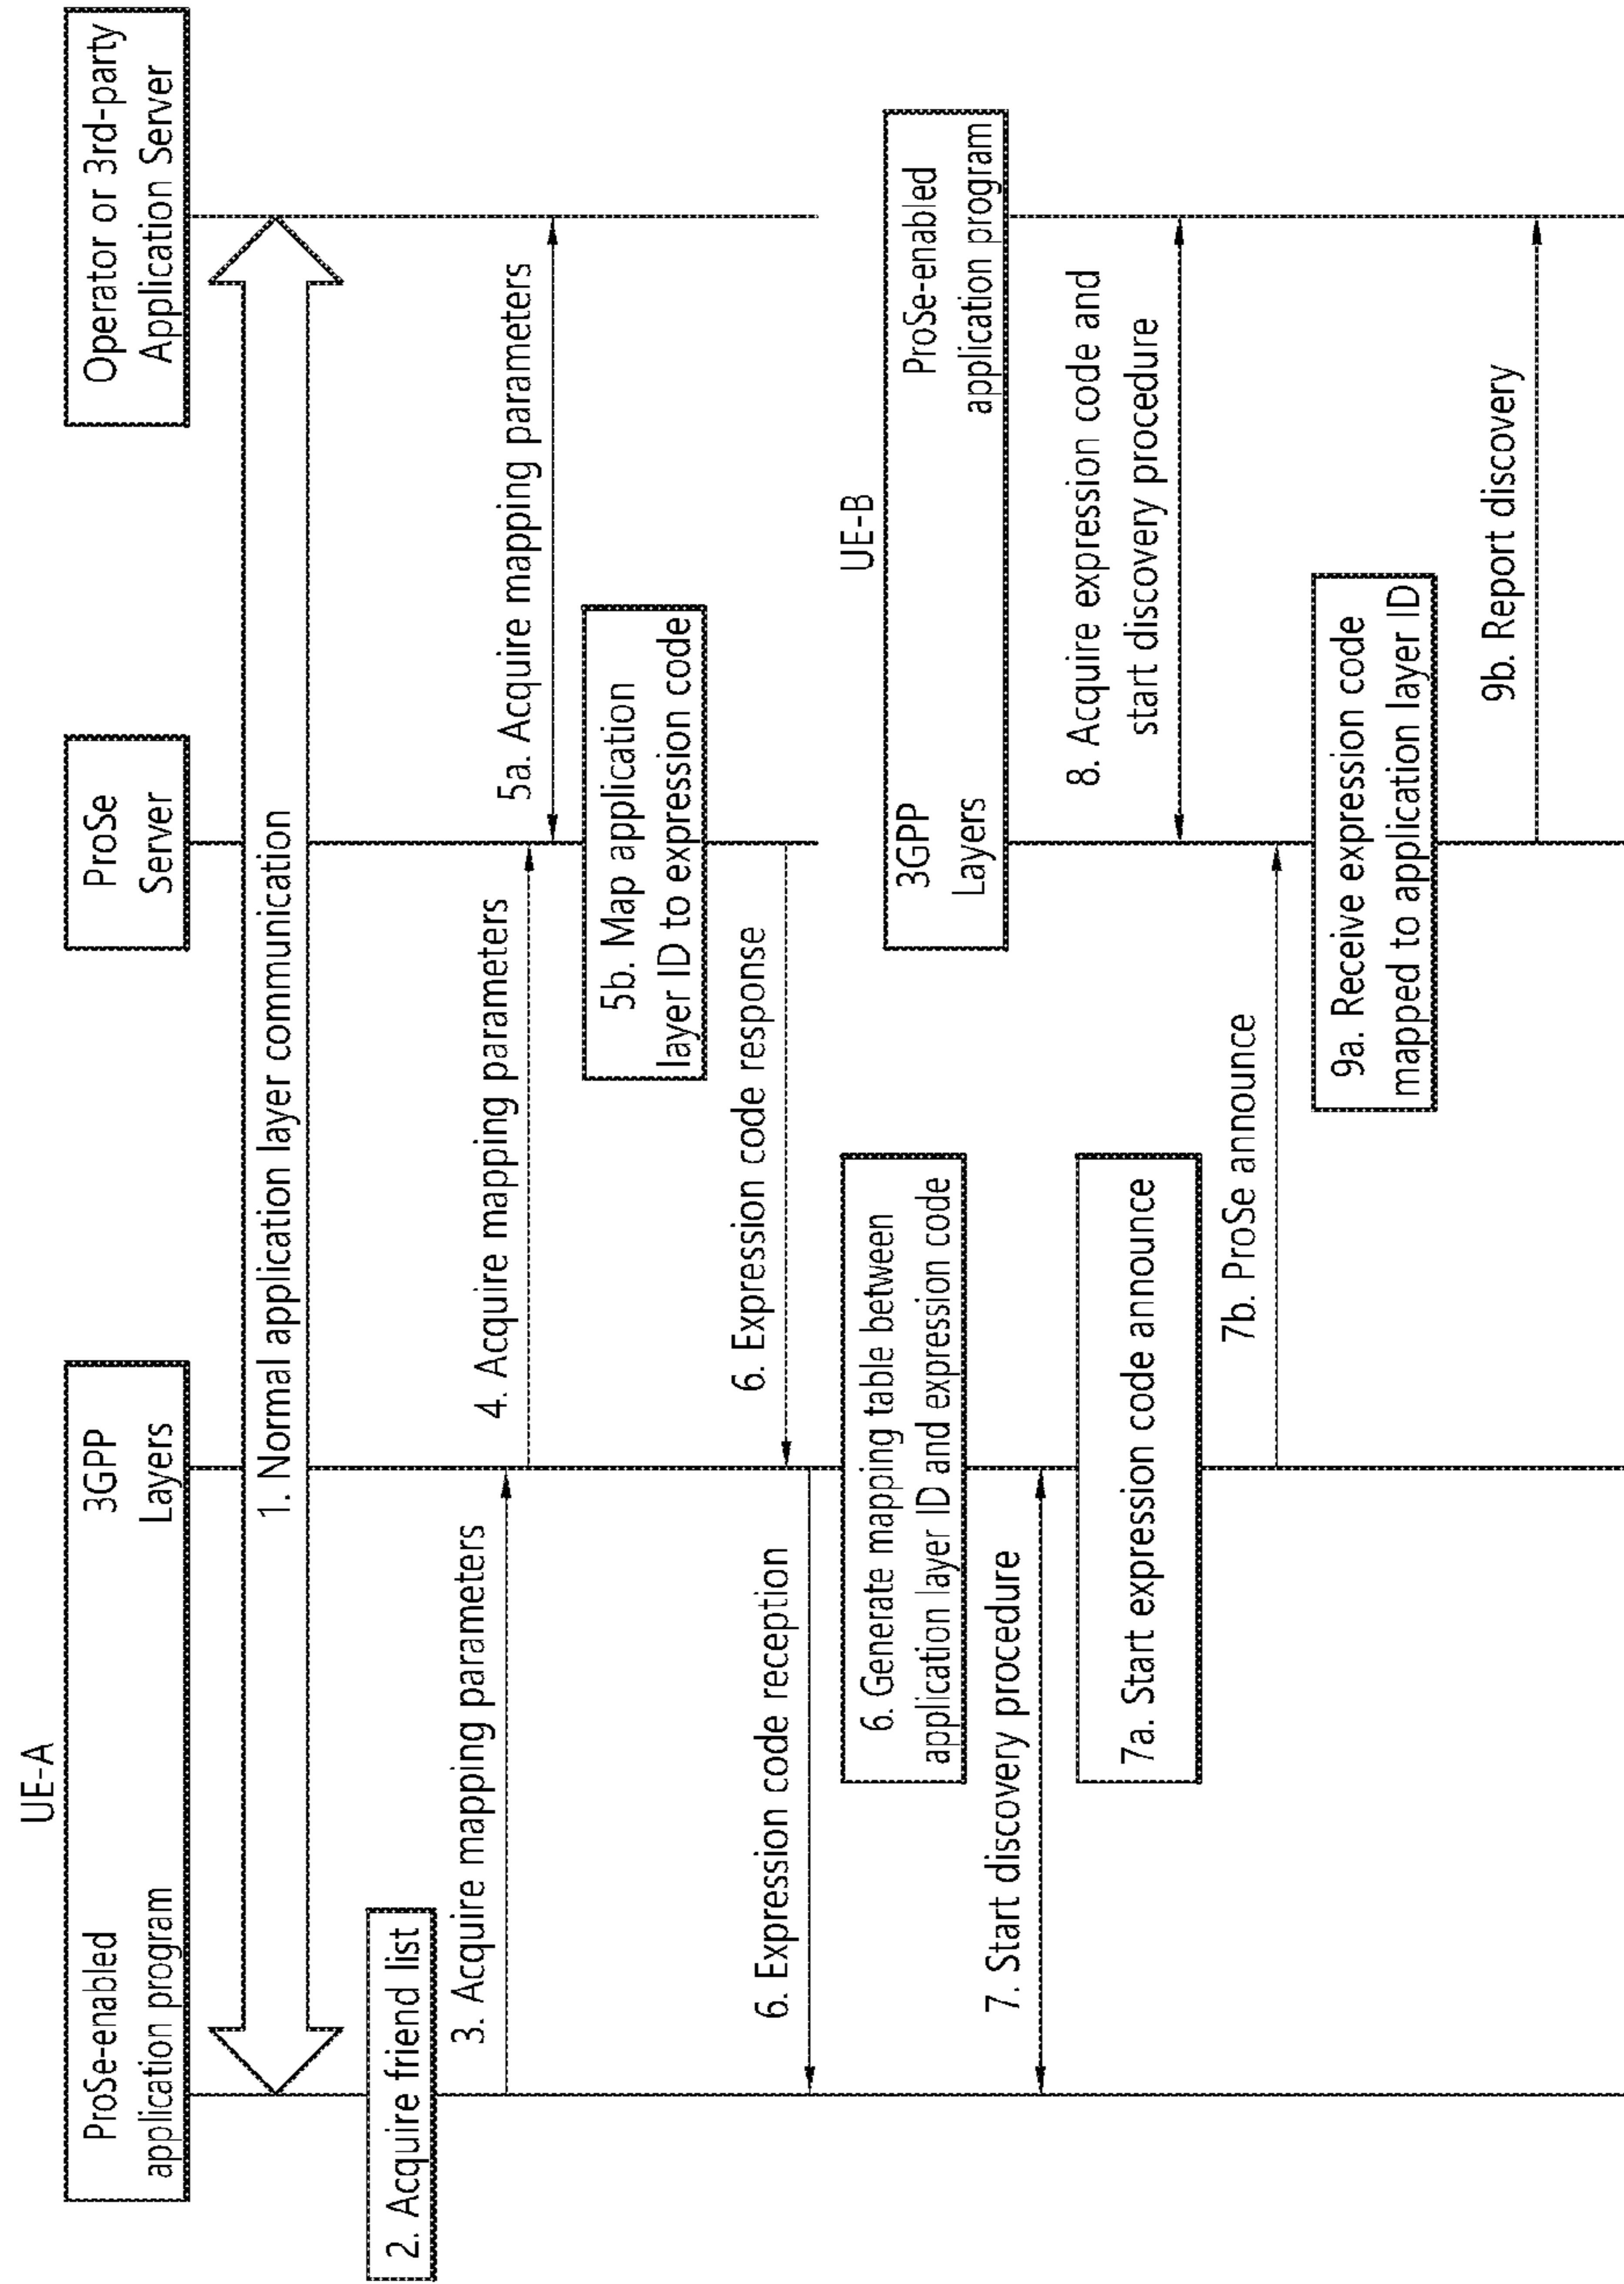 UE-A
ProSe-enabled
application program
3GPP
Layers
ProSe
Server
Operator or 3rd-party
Application Server
1. Normal application layer communication
2. Acquire friend list
3. Acquire mapping parameters
4. Acquire mapping parameters
5a. Acquire mapping parameters
5b. Map application
layer ID to expression code
6. Expression code response
6. Expression code reception
6. Generate mapping table between
application layer ID and expression code
UE-B
3GPP
Layers
ProSe-enabled
application program
7. Start discovery procedure
8. Acquire expression code and
start discovery procedure
7a. Start expression code announce
7b. ProSe announce
9a. Receive expression code
mapped to application layer ID
9b. Report discovery